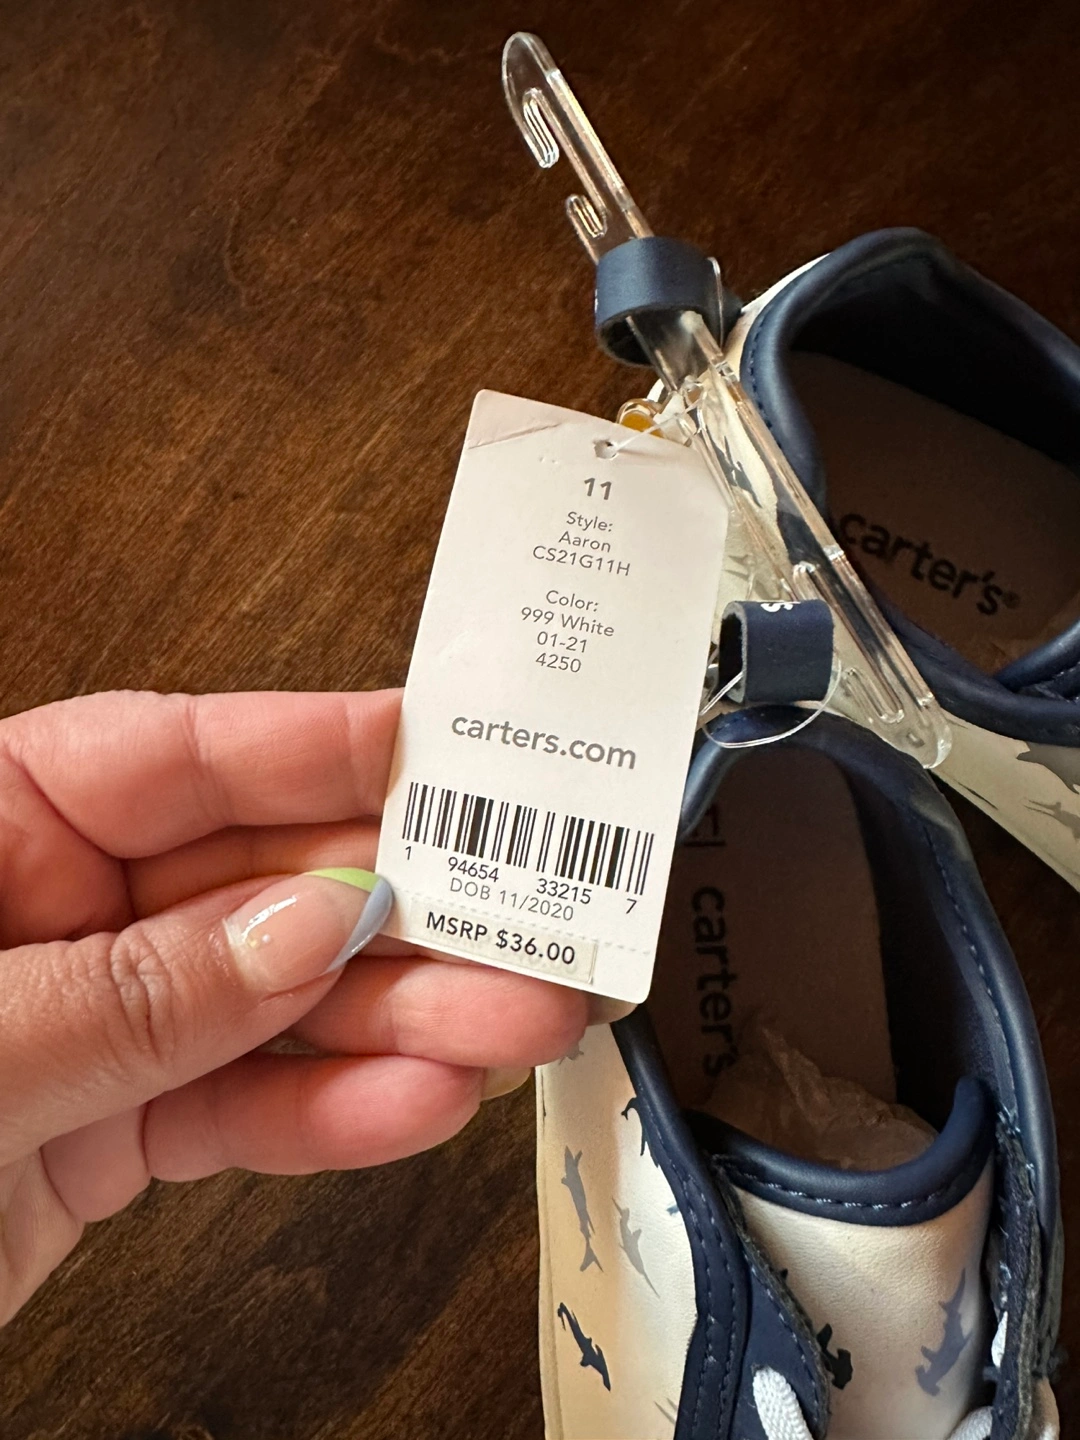 11
Style:
Aaron
CS21G11H
Color:
999 White
01-21
4250
carters.com
1 94654 33215 7
DOB 11/2020
MSRP $36.00
carter's®
carter's
's